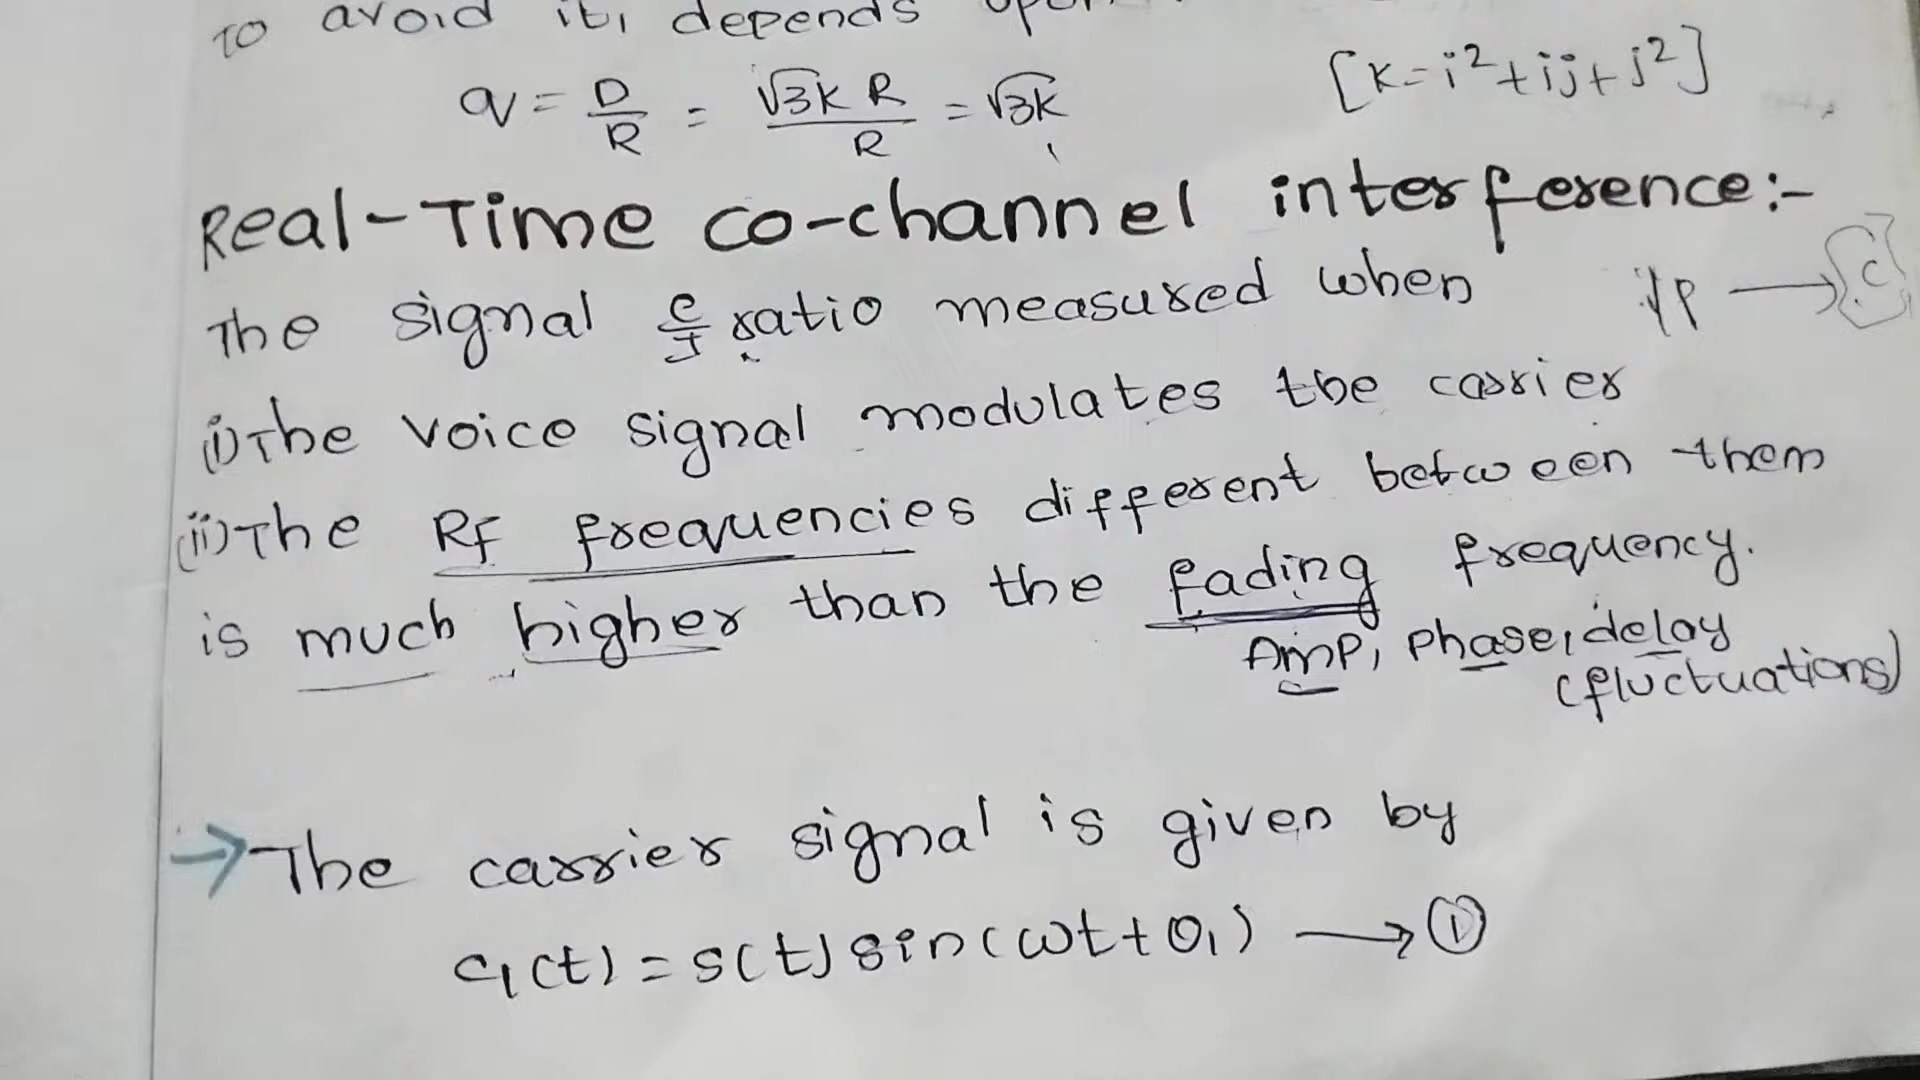 To avoid it, depends upon
q = D/R = √3K R/R = √3K
[K=i²+ij+j²]
Real-Time co-channel interference:-
The signal C/I ratio measured when
i/p → {C}
(i) The voice signal modulates the carrier
(ii) The RF frequencies different between them
is much higher than the fading frequency.
Amp, phase, delay
(fluctuations)
→ The carrier signal is given by
c₁(t) = s(t) sin(ωt+θ₁) → ①